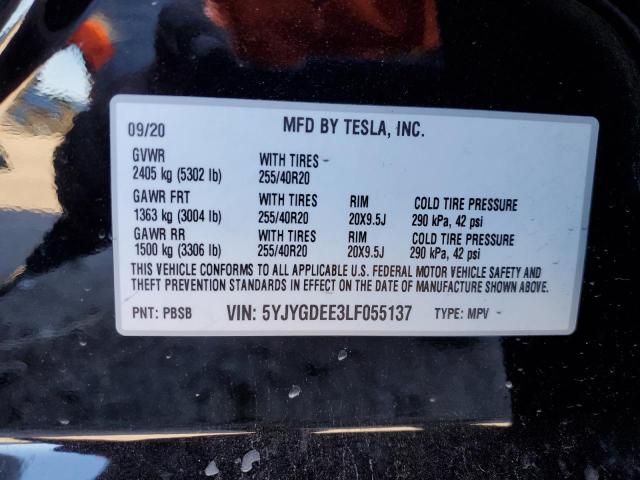 09/20 MFD BY TESLA, INC.
GVWR WITH TIRES
2405 kg (5302 lb) 255/40R20
GAWR FRT WITH TIRES RIM COLD TIRE PRESSURE
1363 kg (3004 lb) 255/40R20 20X9.5J 290 kPa, 42 psi
GAWR RR WITH TIRES RIM COLD TIRE PRESSURE
1500 kg (3306 lb) 255/40R20 20X9.5J 290 kPa, 42 psi
THIS VEHICLE CONFORMS TO ALL APPLICABLE U.S. FEDERAL MOTOR VEHICLE SAFETY AND
THEFT PREVENTION STANDARDS IN EFFECT ON THE DATE OF MANUFACTURE SHOWN ABOVE.
PNT: PBSB VIN: 5YJYGDEE3LF055137 TYPE: MPV